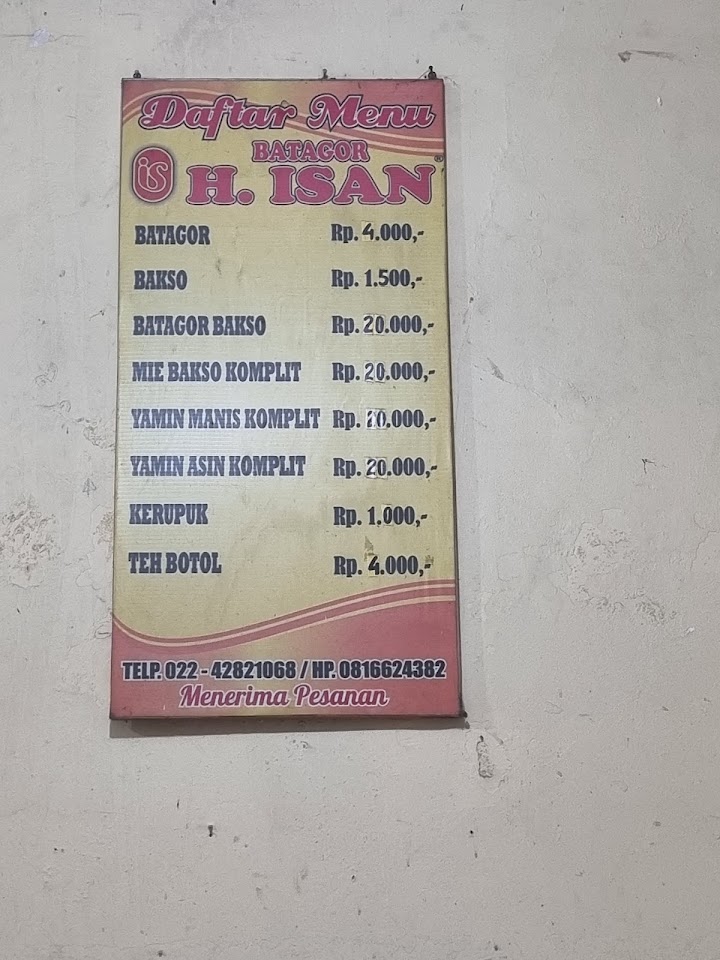 Daftar Menu
BATAGOR
iS H. ISAN®
BATAGOR Rp. 4.000,-
BAKSO Rp. 1.500,-
BATAGOR BAKSO Rp. 20.000,-
MIE BAKSO KOMPLIT Rp. 20.000,-
YAMIN MANIS KOMPLIT Rp. 20.000,-
YAMIN ASIN KOMPLIT Rp. 20.000,-
KERUPUK Rp. 1.000,-
TEH BOTOL Rp. 4.000,-
TELP. 022 - 42821068 / HP. 0816624382
Menerima Pesanan